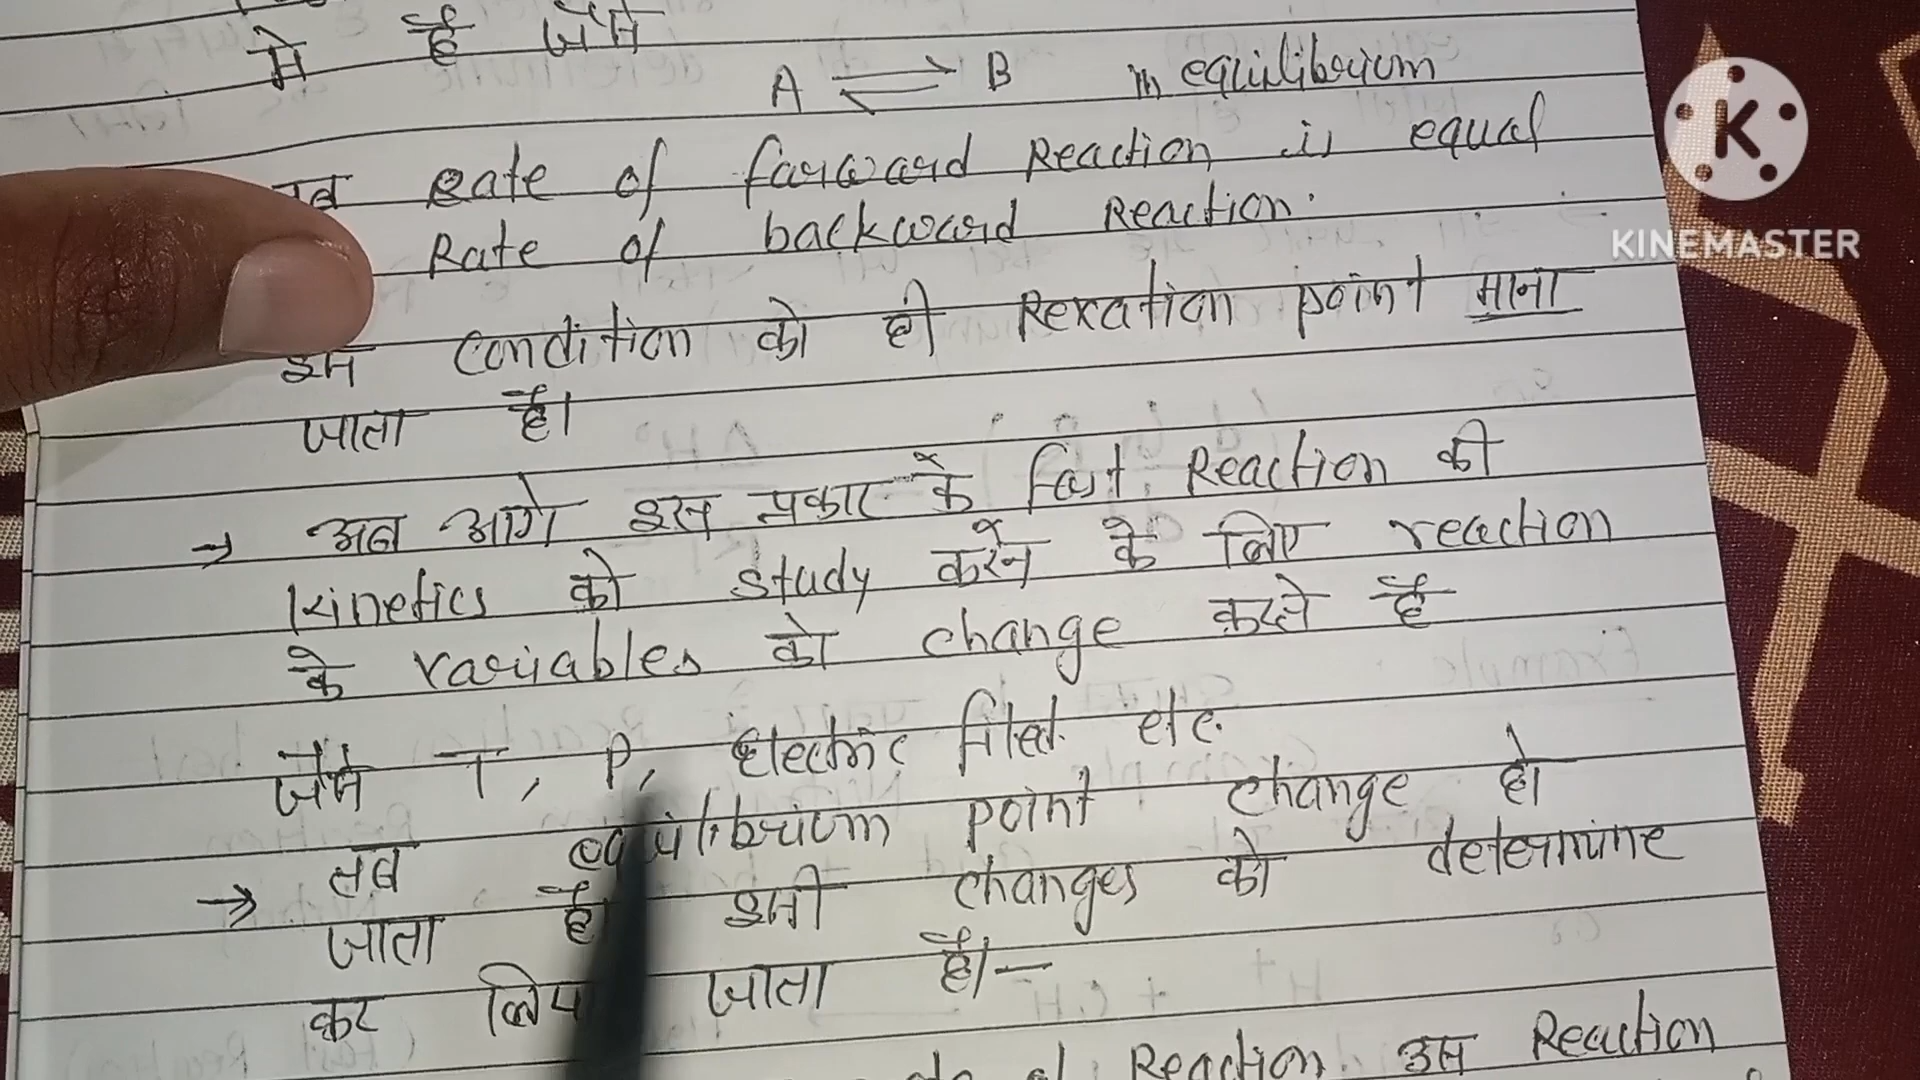 मे है जैसे
A ⇌ B in equilibrium
Rate of forward Reaction is equal
Rate of backward Reaction.
इस condition को ही Rexation point माना
जाता है।
→ अब आगे इस प्रकार के fast Reaction की
kinetics को study करने के लिए reaction
के variables को change करते है
जैसे T, P, Electric filed. etc.
→ तब equilibrium point change हो
जाता है। इसी changes को determine
कर लिया जाता है।—
of Reaction उस Reaction
K
KINEMASTER